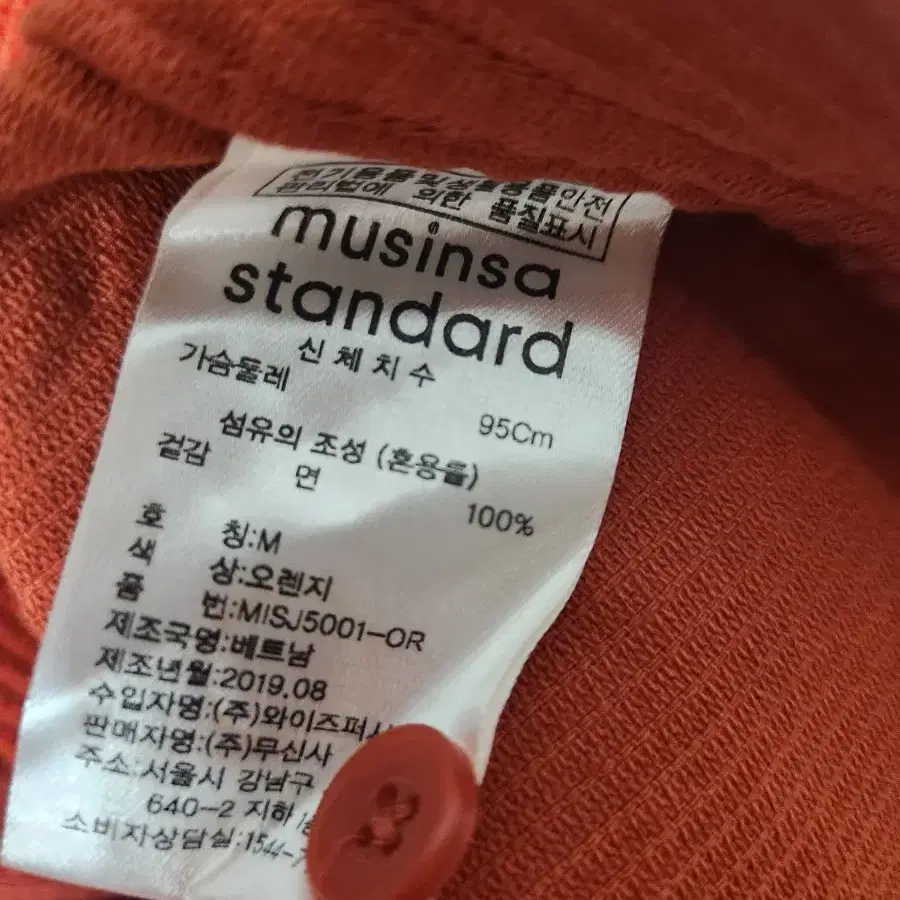 전기용품 및 생활용품안전
관리법에 의한 품질표시
musinsa
standard
신체치수
가슴둘레 95Cm
섬유의 조성 (혼용률)
겉감 면 100%
호 칭:M
색 상:오렌지
품 번:MISJ5001-OR
제조국명:베트남
제조년월:2019.08
수입자명:(주)와이즈퍼시
판매자명:(주)무신사
주소:서울시 강남구
640-2 지하
소비자상담실:1544-7